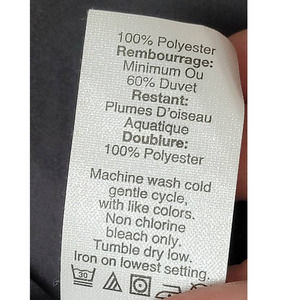 100% Polyester
Rembourrage:
Minimum Ou
60% Duvet
Restant:
Plumes D'oiseau
Aquatique
Doublure:
100% Polyester
Machine wash cold
gentle cycle,
with like colors.
Non chlorine
bleach only.
Tumble dry low.
Iron on lowest setting.
30